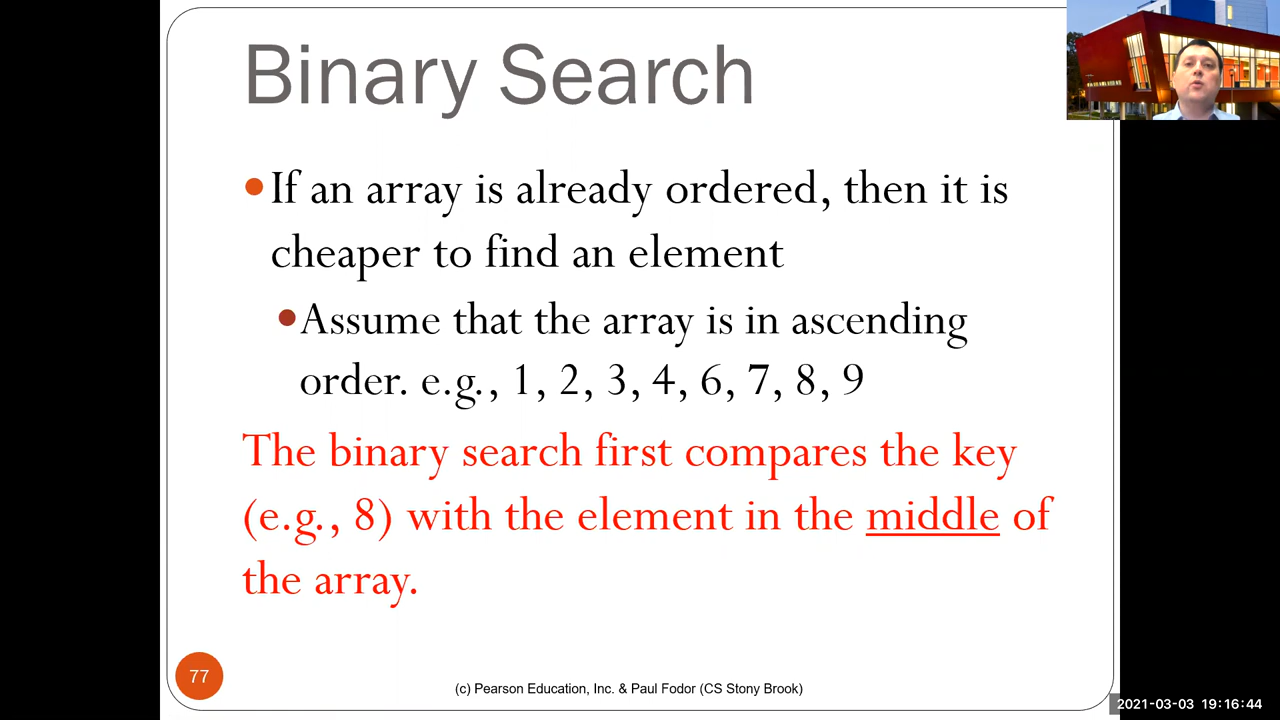 Binary Search
•If an array is already ordered, then it is
cheaper to find an element
•Assume that the array is in ascending
order. e.g., 1, 2, 3, 4, 6, 7, 8, 9
The binary search first compares the key
(e.g., 8) with the element in the middle of
the array.
77
(c) Pearson Education, Inc. & Paul Fodor (CS Stony Brook)
2021-03-03 19:16:44